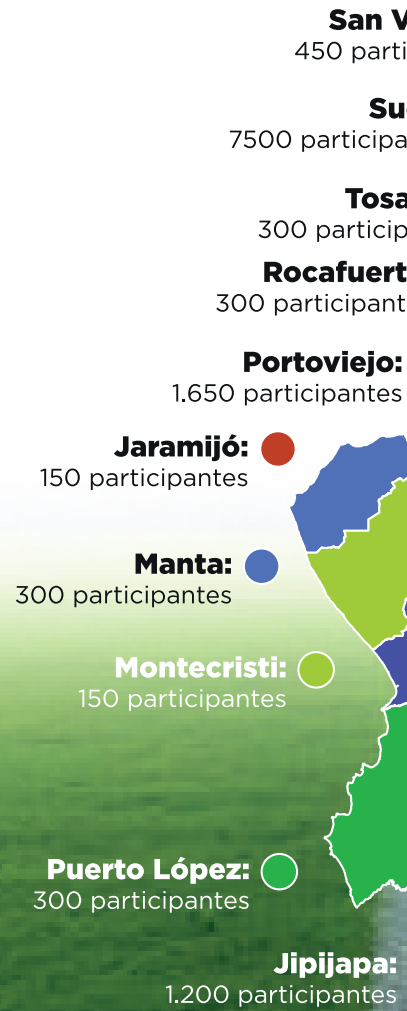 San V
450 parti
Su
7500 participa
Tosa
300 particip
Rocafuert
300 participant
Portoviejo:
1.650 participantes
Jaramijó:
150 participantes
Manta:
300 participantes
Montecristi:
150 participantes
Puerto López:
300 participantes
Jipijapa:
1.200 participantes